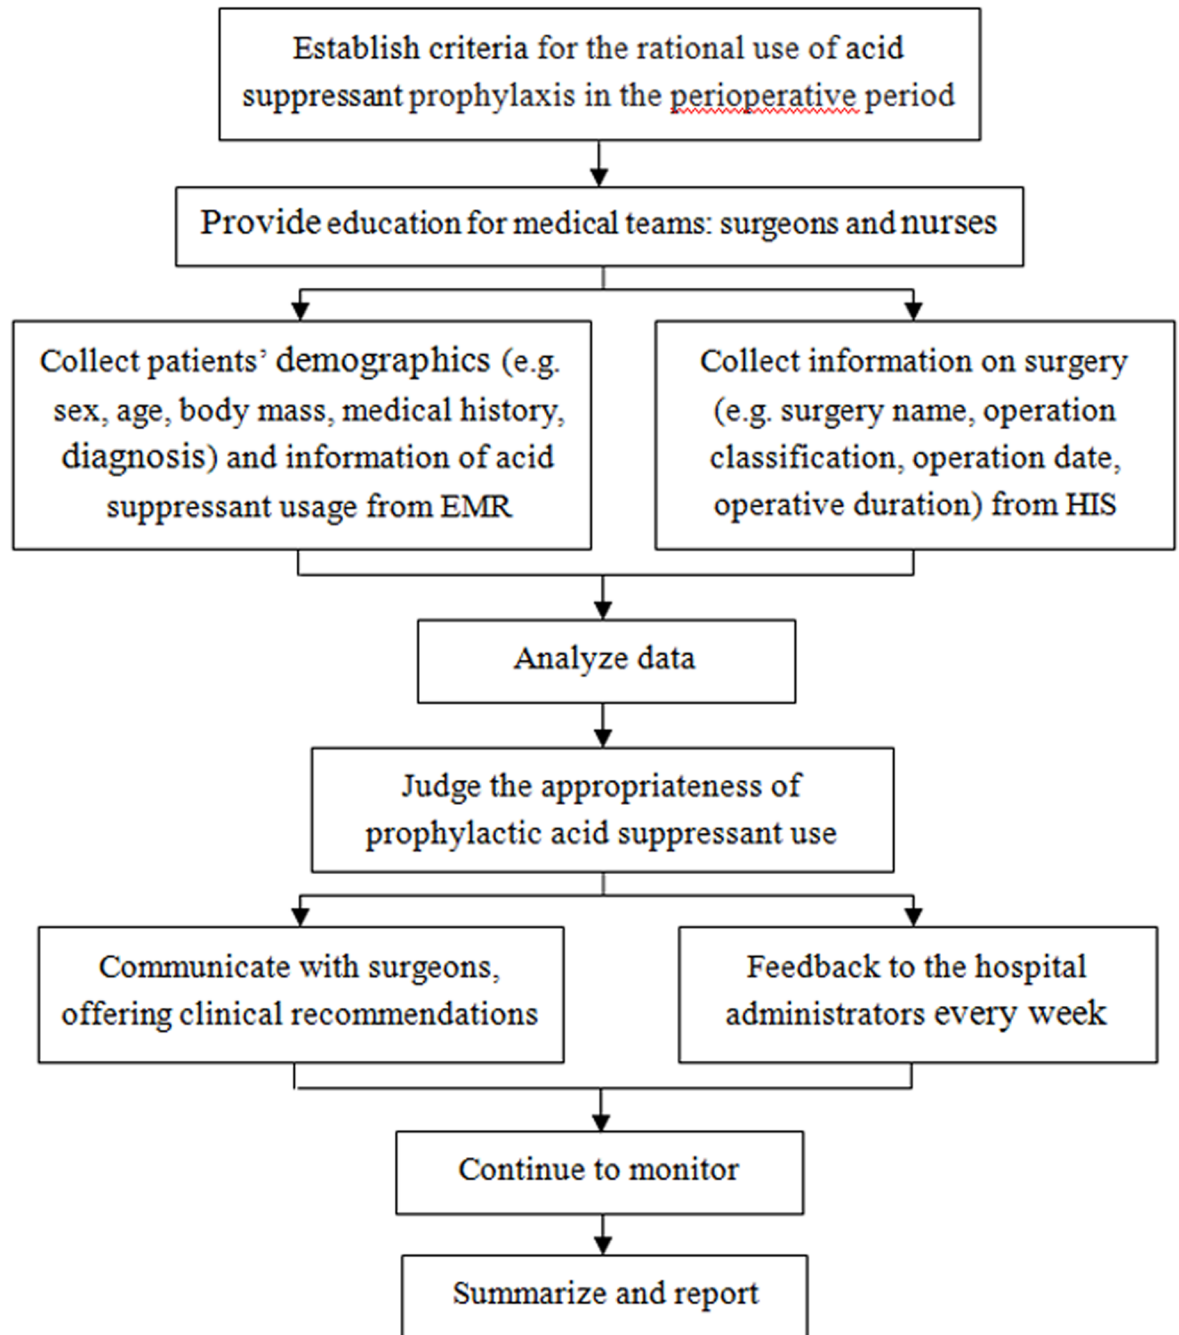 Establish criteria for the rational use of acid
suppressant prophylaxis in the perioperative period
Provide education for medical teams: surgeons and nurses
Collect patients’ demographics (e.g.
sex, age, body mass, medical history,
diagnosis) and information of acid
suppressant usage from EMR
Collect information on surgery
(e.g. surgery name, operation
classification, operation date,
operative duration) from HIS
Analyze data
Judge the appropriateness of
prophylactic acid suppressant use
Communicate with surgeons,
offering clinical recommendations
Feedback to the hospital
administrators every week
Continue to monitor
Summarize and report